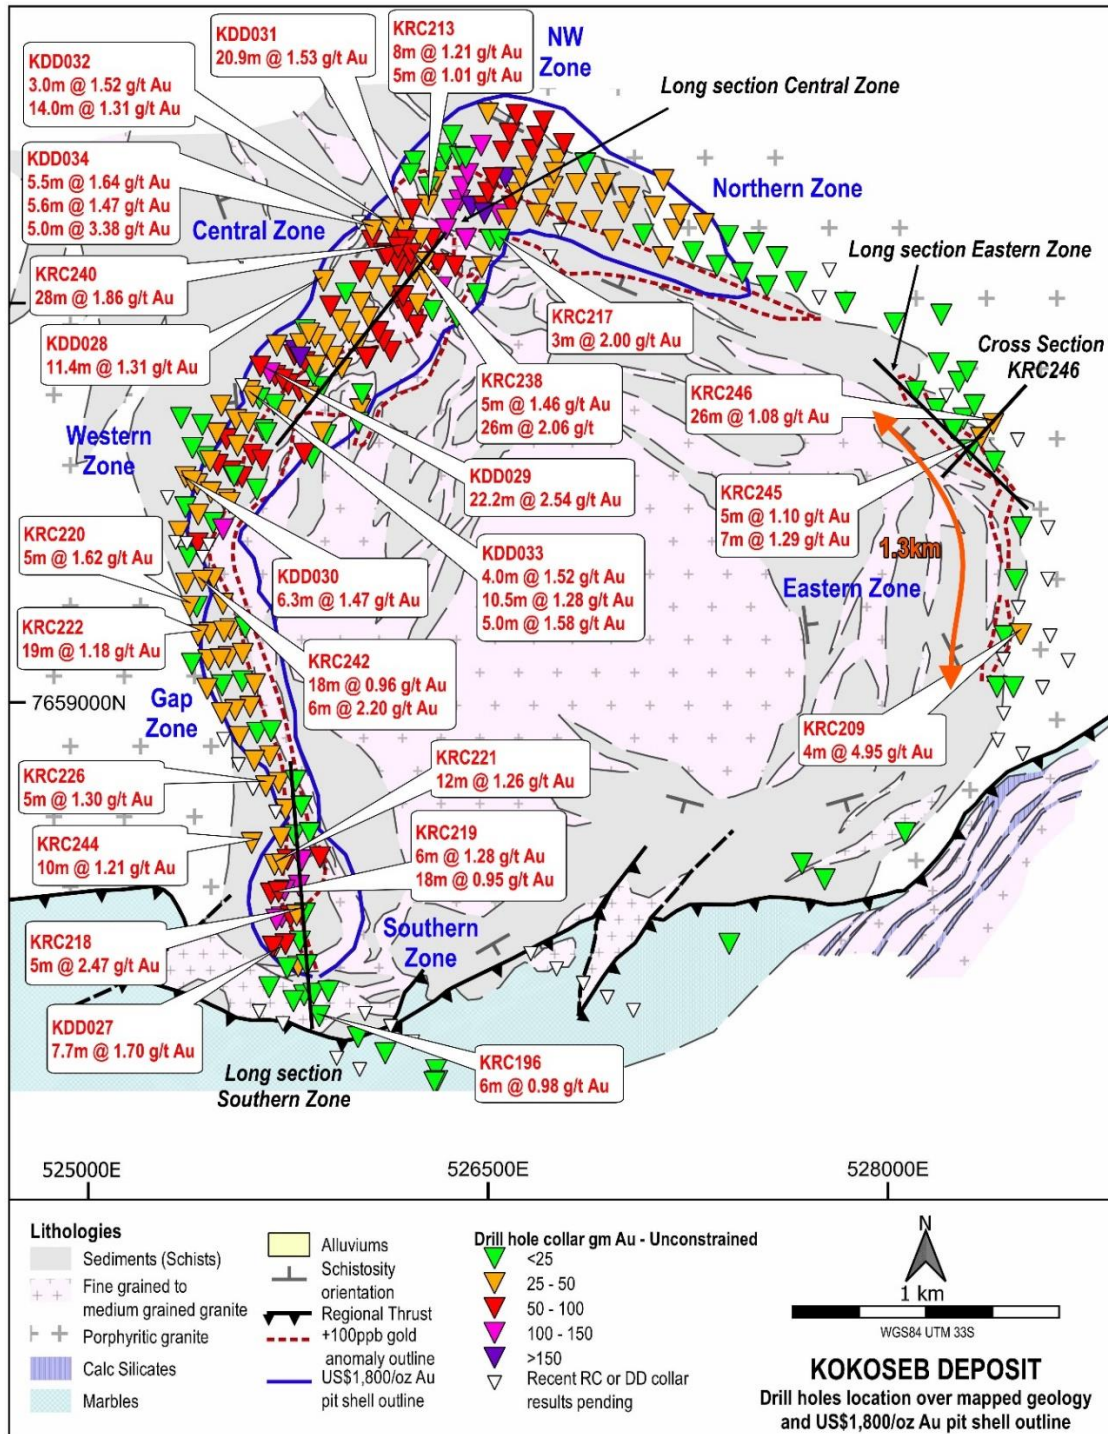 KDD031
20.9m @ 1.53 g/t Au
KRC213
8m @ 1.21 g/t Au
5m @ 1.01 g/t Au
NW
Zone
KDD032
3.0m @ 1.52 g/t Au
14.0m @ 1.31 g/t Au
Long section Central Zone
KDD034
5.5m @ 1.64 g/t Au
5.6m @ 1.47 g/t Au
5.0m @ 3.38 g/t Au
Northern Zone
Central Zone
Long section Eastern Zone
KRC240
28m @ 1.86 g/t Au
KRC217
3m @ 2.00 g/t Au
KDD028
11.4m @ 1.31 g/t Au
Cross Section
KRC246
KRC238
5m @ 1.46 g/t Au
26m @ 2.06 g/t
KRC246
26m @ 1.08 g/t Au
Western
Zone
KDD029
22.2m @ 2.54 g/t Au
KRC245
5m @ 1.10 g/t Au
7m @ 1.29 g/t Au
KRC220
5m @ 1.62 g/t Au
1.3km
KDD033
4.0m @ 1.52 g/t Au
10.5m @ 1.28 g/t Au
5.0m @ 1.58 g/t Au
KDD030
6.3m @ 1.47 g/t Au
Eastern Zone
KRC222
19m @ 1.18 g/t Au
KRC242
18m @ 0.96 g/t Au
6m @ 2.20 g/t Au
7659000N
Gap
Zone
KRC209
4m @ 4.95 g/t Au
KRC221
12m @ 1.26 g/t Au
KRC226
5m @ 1.30 g/t Au
KRC219
6m @ 1.28 g/t Au
18m @ 0.95 g/t Au
KRC244
10m @ 1.21 g/t Au
Southern
Zone
KRC218
5m @ 2.47 g/t Au
KDD027
7.7m @ 1.70 g/t Au
KRC196
6m @ 0.98 g/t Au
Long section
Southern Zone
525000E
526500E
528000E
Lithologies
Sediments (Schists)
Fine grained to
medium grained granite
Porphyritic granite
Calc Silicates
Marbles
Alluviums
Schistosity
orientation
Regional Thrust
+100ppb gold
anomaly outline
US$1,800/oz Au
pit shell outline
Drill hole collar gm Au - Unconstrained
<25
25 - 50
50 - 100
100 - 150
>150
Recent RC or DD collar
results pending
N
1 km
WGS84 UTM 33S
KOKOSEB DEPOSIT
Drill holes location over mapped geology
and US$1,800/oz Au pit shell outline